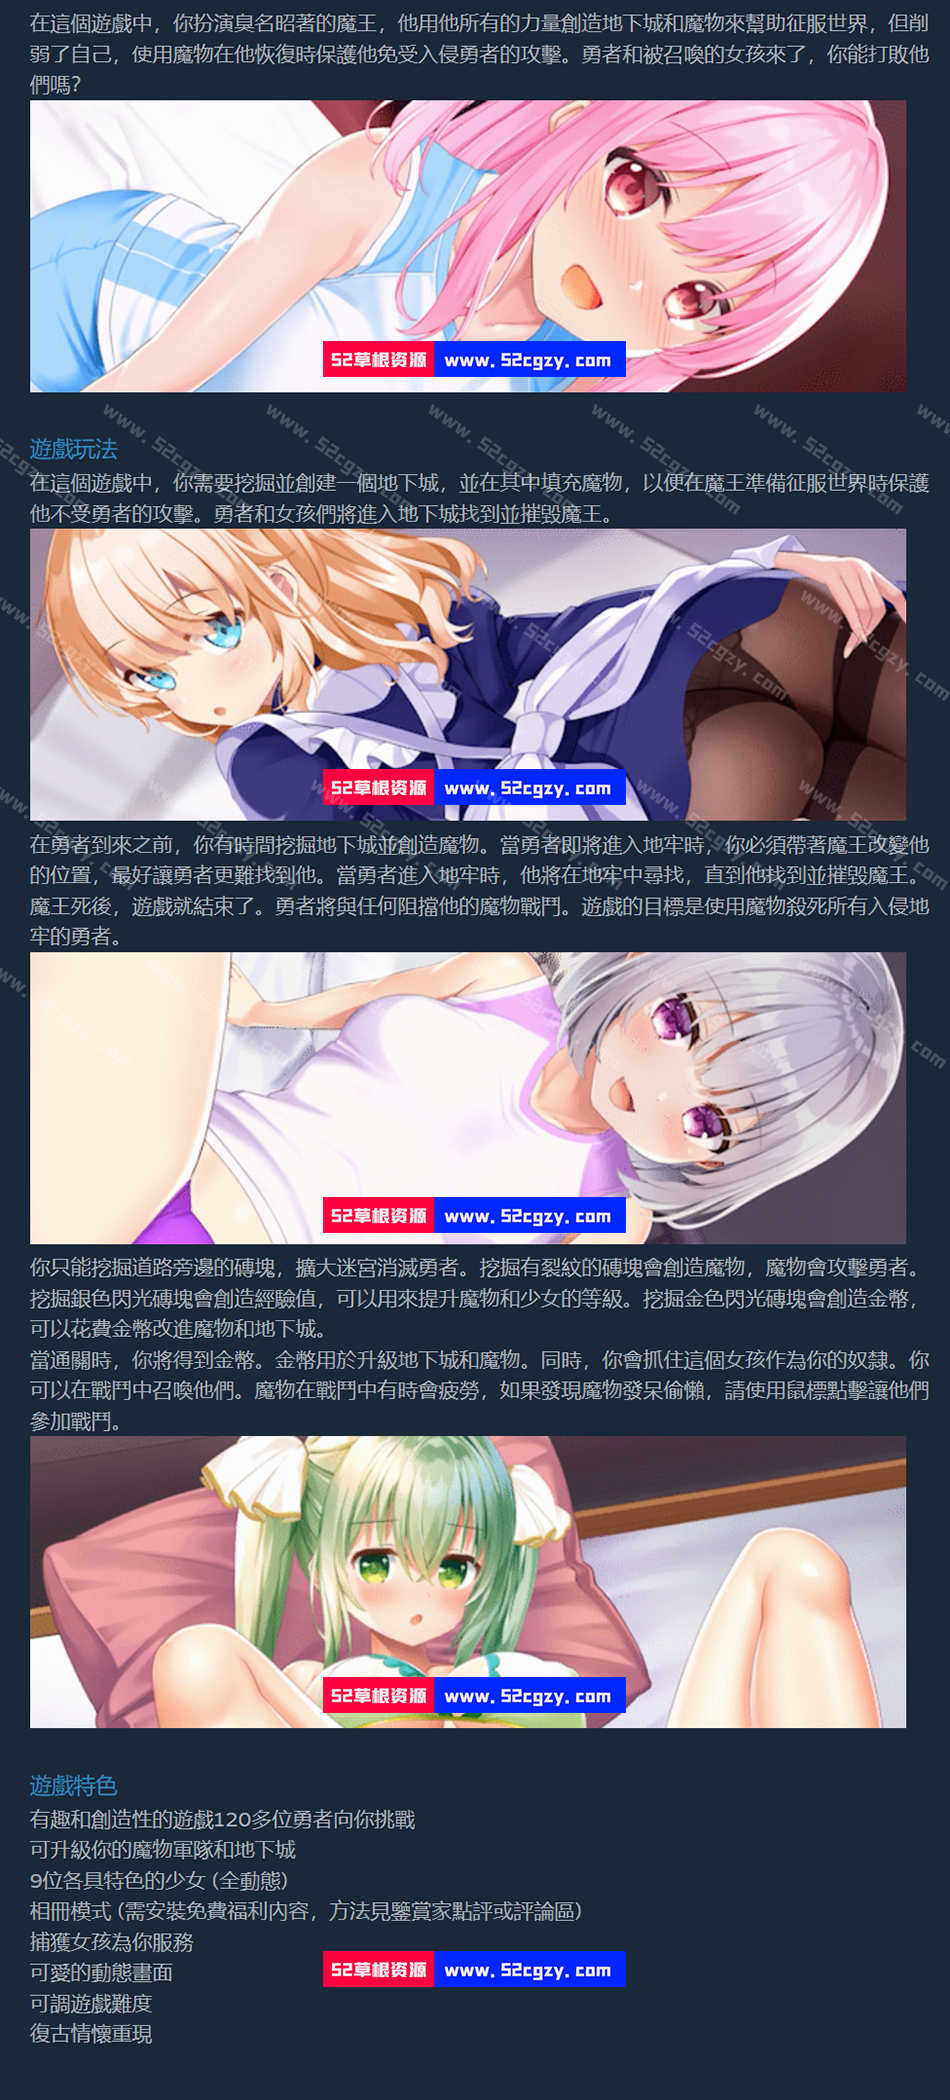 在這個遊戲中，你扮演臭名昭著的魔王，他用他所有的力量創造地下城和魔物來幫助征服世界，但削
弱了自己，使用魔物在他恢復時保護他免受入侵勇者的攻擊。勇者和被召喚的女孩來了，你能打敗他
們嗎?
52草根资源 www.52cgzy.com
遊戲玩法
在這個遊戲中，你需要挖掘並創建一個地下城，並在其中填充魔物，以便在魔王準備征服世界時保護
他不受勇者的攻擊。勇者和女孩們將進入地下城找到並摧毀魔王。
52草根资源 www.52cgzy.com
在勇者到來之前，你有時間挖掘地下城並創造魔物。當勇者即將進入地牢時，你必須帶著魔王改變他
的位置，最好讓勇者更難找到他。當勇者進入地牢時，他將在地牢中尋找，直到他找到並摧毀魔王。
魔王死後，遊戲就結束了。勇者將與任何阻擋他的魔物戰鬥。遊戲的目標是使用魔物殺死所有入侵地
牢的勇者。
52草根资源 www.52cgzy.com
你只能挖掘道路旁邊的磚塊，擴大迷宮消滅勇者。挖掘有裂紋的磚塊會創造魔物，魔物會攻擊勇者。
挖掘銀色閃光磚塊會創造經驗值，可以用來提升魔物和少女的等級。挖掘金色閃光磚塊會創造金幣，
可以花費金幣改進魔物和地下城。
當通關時，你將得到金幣。金幣用於升級地下城和魔物。同時，你會抓住這個女孩作為你的奴隸。你
可以在戰鬥中召喚他們。魔物在戰鬥中有時會疲勞，如果發現魔物發呆偷懶，請使用鼠標點擊讓他們
參加戰鬥。
52草根资源 www.52cgzy.com
遊戲特色
有趣和創造性的遊戲120多位勇者向你挑戰
可升級你的魔物軍隊和地下城
9位各具特色的少女 (全動態)
相冊模式 (需安裝免費福利內容，方法見鑒賞家點評或評論區)
捕獲女孩為你服務
可愛的動態畫面
52草根资源 www.52cgzy.com
可調遊戲難度
復古情懷重現